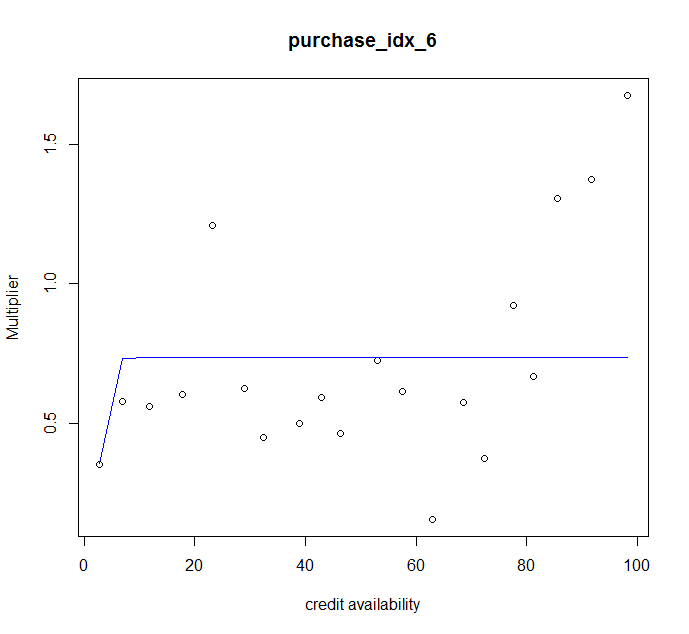 purchase_idx_6
Multiplier
1.5
1.0
0.5
0 20 40 60 80 100
credit availability